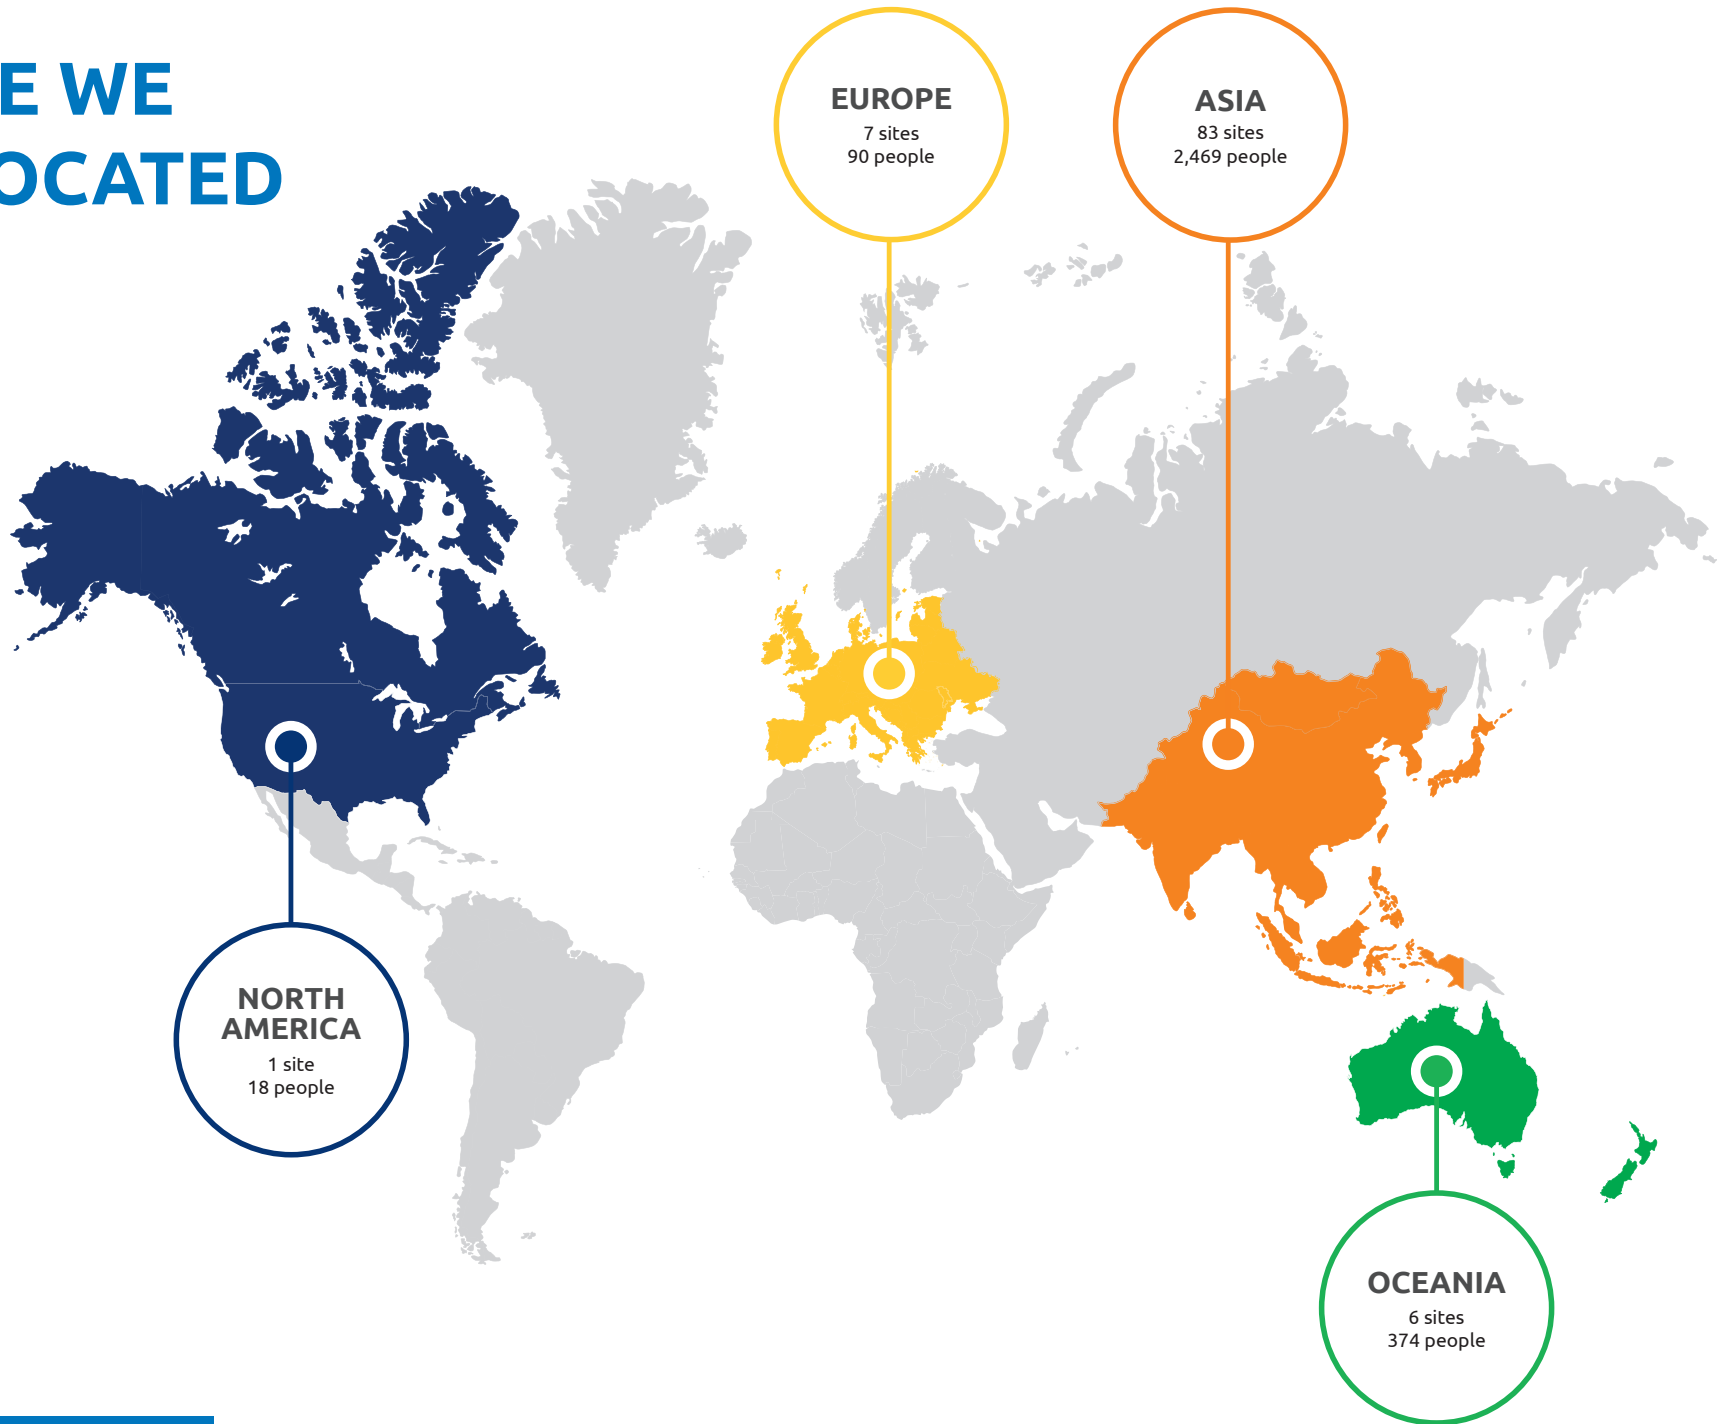 E WE
OCATED
EUROPE
7 sites
90 people
ASIA
83 sites
2,469 people
NORTH
AMERICA
1 site
18 people
OCEANIA
6 sites
374 people